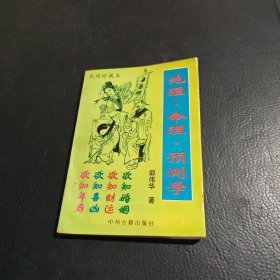 民间珍藏本
地理·命理·预测学
邵伟华 著
欲知婚姻
欲知财运
欲知喜凶
欲知年寿
中州古籍出版社